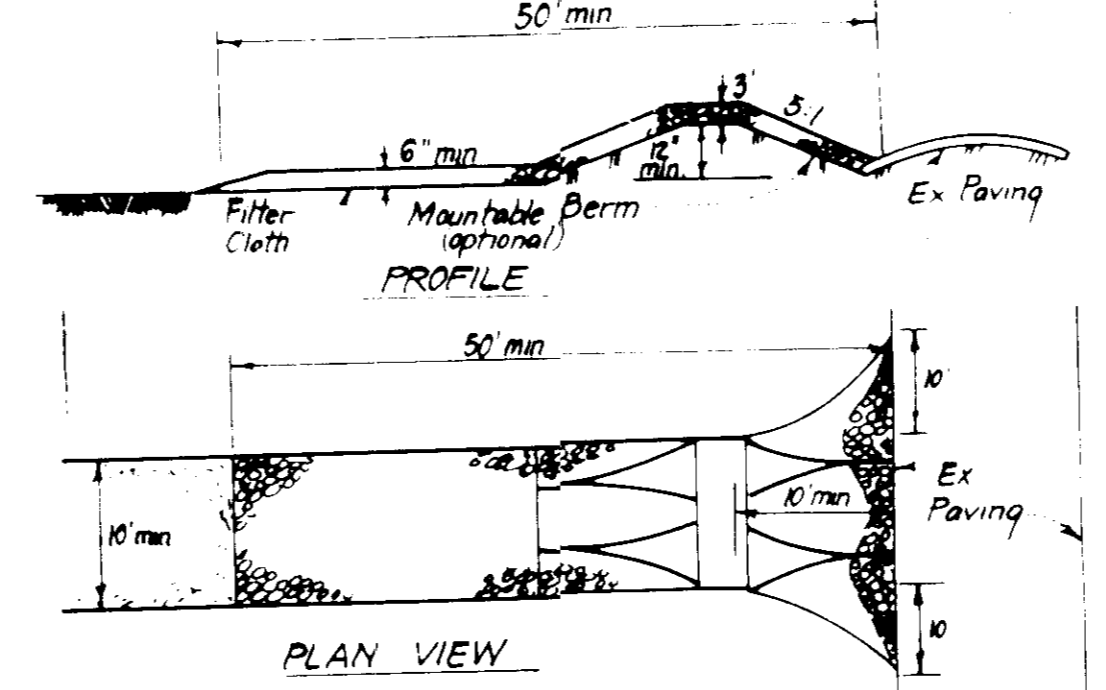 50' min
3'
5:1
6" min
12"
min.
Ex Paving
Filter
Cloth
Mountable Berm
(optional)
PROFILE
50' min
10'
10' min
10' min
Ex
Paving
10
PLAN VIEW